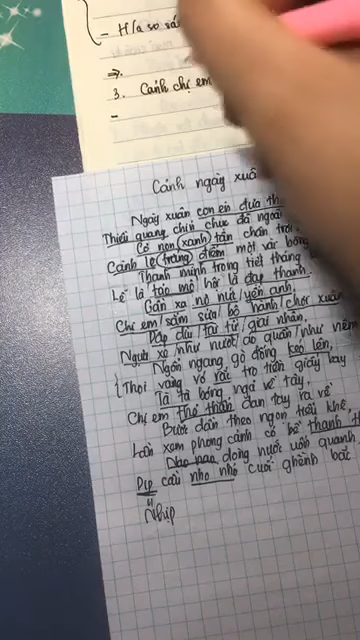 - H/a so sá
⇒.
3. Cảnh chị em
-
Cảnh ngày xuâ
Ngày xuân con én đưa th
Thiều quang chín chục đã ngoài
Cỏ non xanh tận chân trời
Cành lê trắng điểm một vài bông
Thanh minh trong tiết tháng
Lễ là tảo mộ hội là đạp thanh.
Gần xa nô nức/yến anh.
Chị em/sắm sửa/bộ hành/chơi xuân
Dập dìu/tài tử/giai nhân.
Ngựa xe như nước/áo quần/như nêm
Ngổn ngang gò đống kéo lên,
Thoi vàng vó rắc tro tiền giấy bay
Tà tà bóng ngả về tây,
Chị em thơ thẩn dan tay ra về
Bước dần theo ngọn tiểu khê,
Lần xem phong cảnh có bề thanh th
Nao nao dòng nước uốn quanh
Dịp cầu nho nhỏ cuối ghềnh bắc
Nhịp